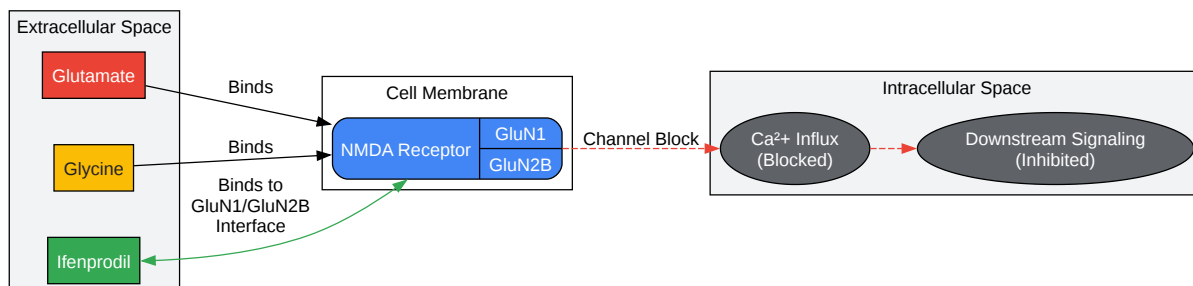 Extracellular Space
Glutamate
Glycine
Ifenprodil
Binds
Binds
Binds to
GluN1/GluN2B
Interface
Cell Membrane
NMDA Receptor
GluN1
GluN2B
Channel Block
Intracellular Space
Ca²+ Influx
(Blocked)
Downstream Signaling
(Inhibited)